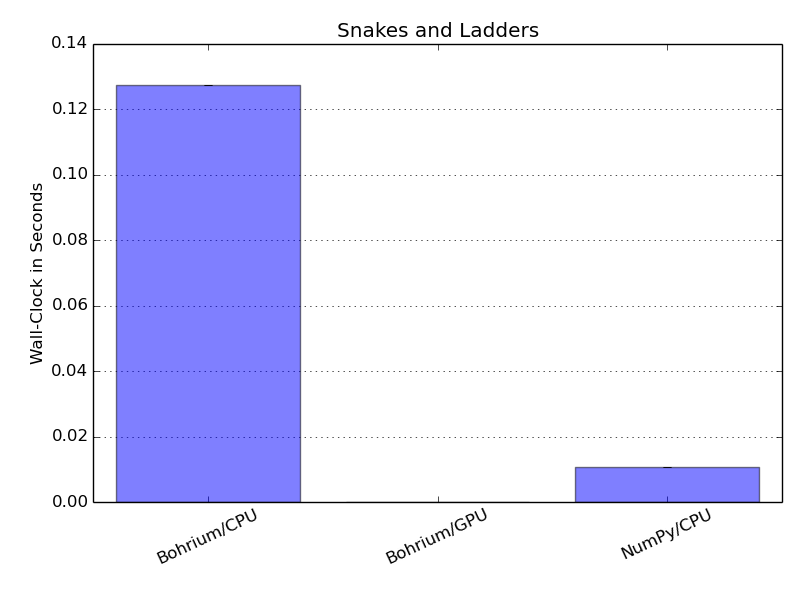 Snakes and Ladders
0.14
0.12
0.10
0.08
0.06
0.04
0.02
0.00
Wall-Clock in Seconds
Bohrium/CPU
Bohrium/GPU
NumPy/CPU